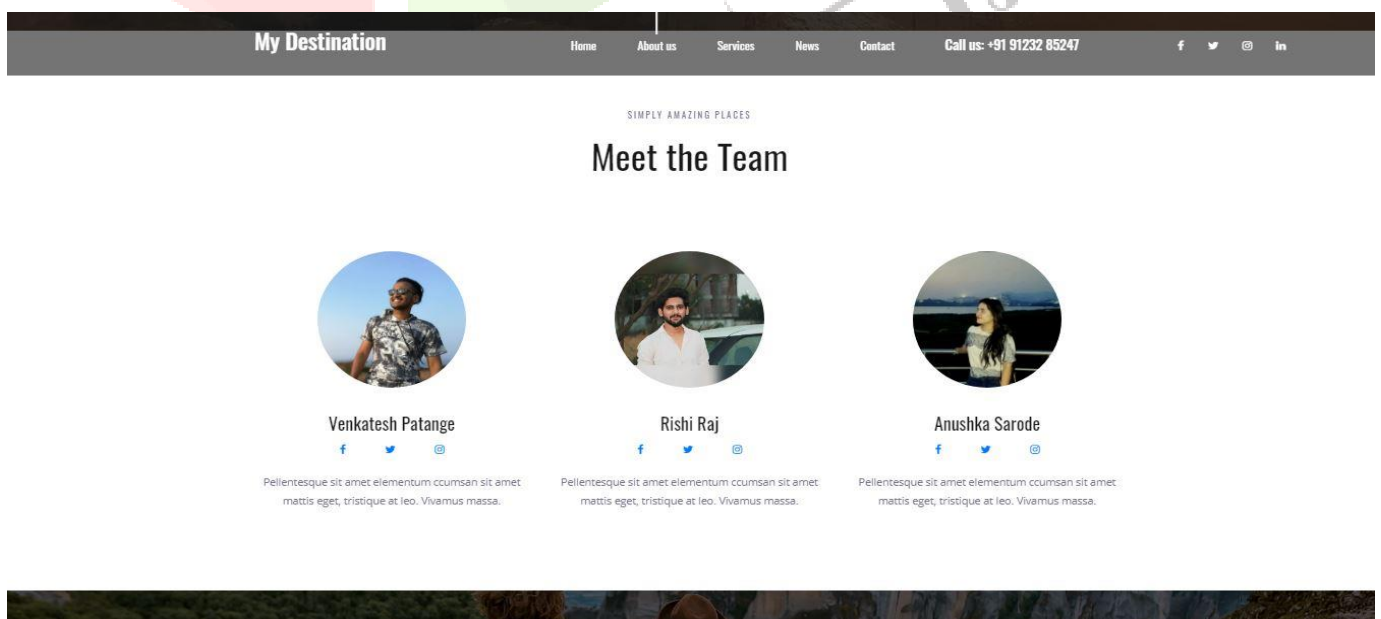 My Destination
Home About us Services News Contact Call us: +91 91232 85247
SIMPLY AMAZING PLACES
Meet the Team
Venkatesh Patange
Rishi Raj
Anushka Sarode
Pellentesque sit amet elementum ccumsan sit amet
mattis eget, tristique at leo. Vivamus massa.
Pellentesque sit amet elementum ccumsan sit amet
mattis eget, tristique at leo. Vivamus massa.
Pellentesque sit amet elementum ccumsan sit amet
mattis eget, tristique at leo. Vivamus massa.